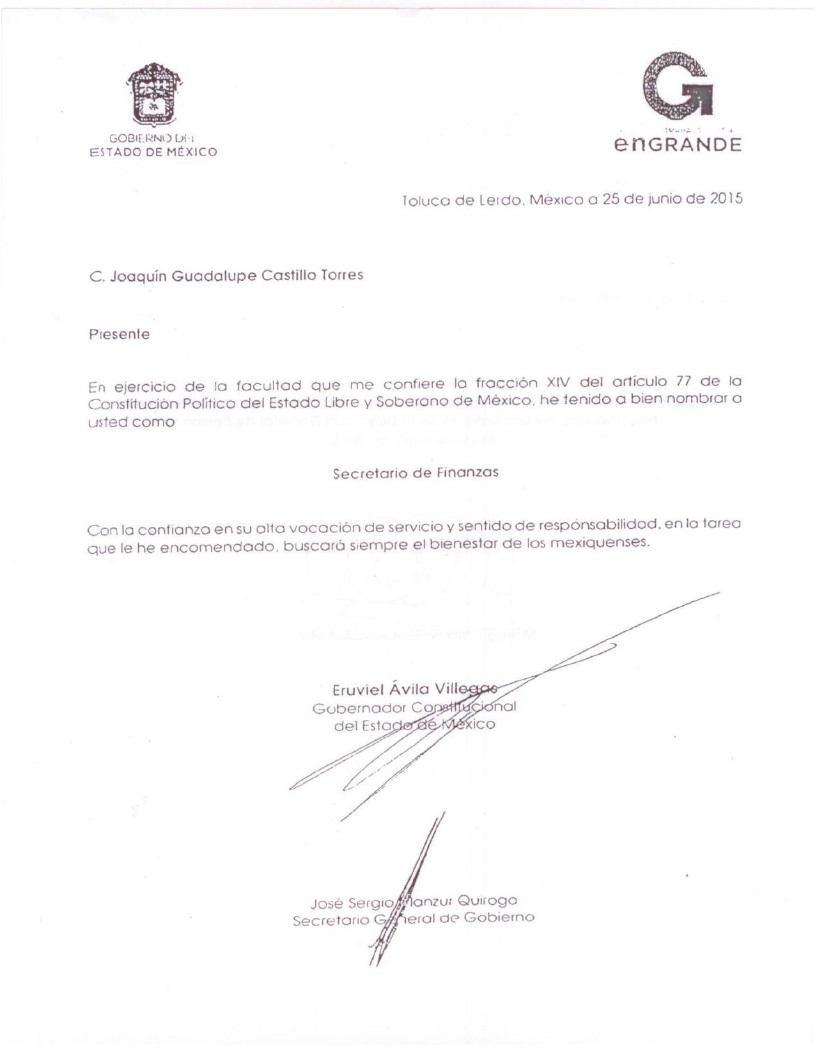 GOBIERNO DEL
ESTADO DE MÉXICO
enGRANDE
Toluca de Lerdo, México a 25 de junio de 2015
C. Joaquín Guadalupe Castillo Torres
Presente
En ejercicio de la facultad que me confiere la fracción XIV del artículo 77 de la
Constitución Política del Estado Libre y Soberano de México, he tenido a bien nombrar a
usted como
Secretario de Finanzas
Con la confianza en su alta vocación de servicio y sentido de responsabilidad, en la tarea
que le he encomendado, buscará siempre el bienestar de los mexiquenses.
Eruviel Ávila Villegas
Gobernador Constitucional
del Estado de México
José Sergio Manzur Quiroga
Secretario General de Gobierno